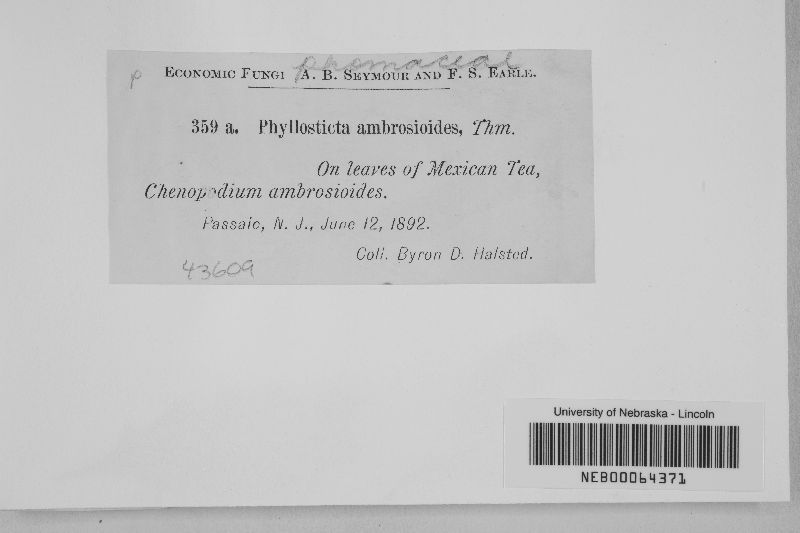 phomaceae
p Economic Fungi A. B. Seymour and F. S. Earle.
359 a. Phyllosticta ambrosioides, Thm.
On leaves of Mexican Tea,
Chenopodium ambrosioides.
Passaic, N. J., June 12, 1892.
Coll. Byron D. Halsted.
43609
University of Nebraska - Lincoln
NEB00064371